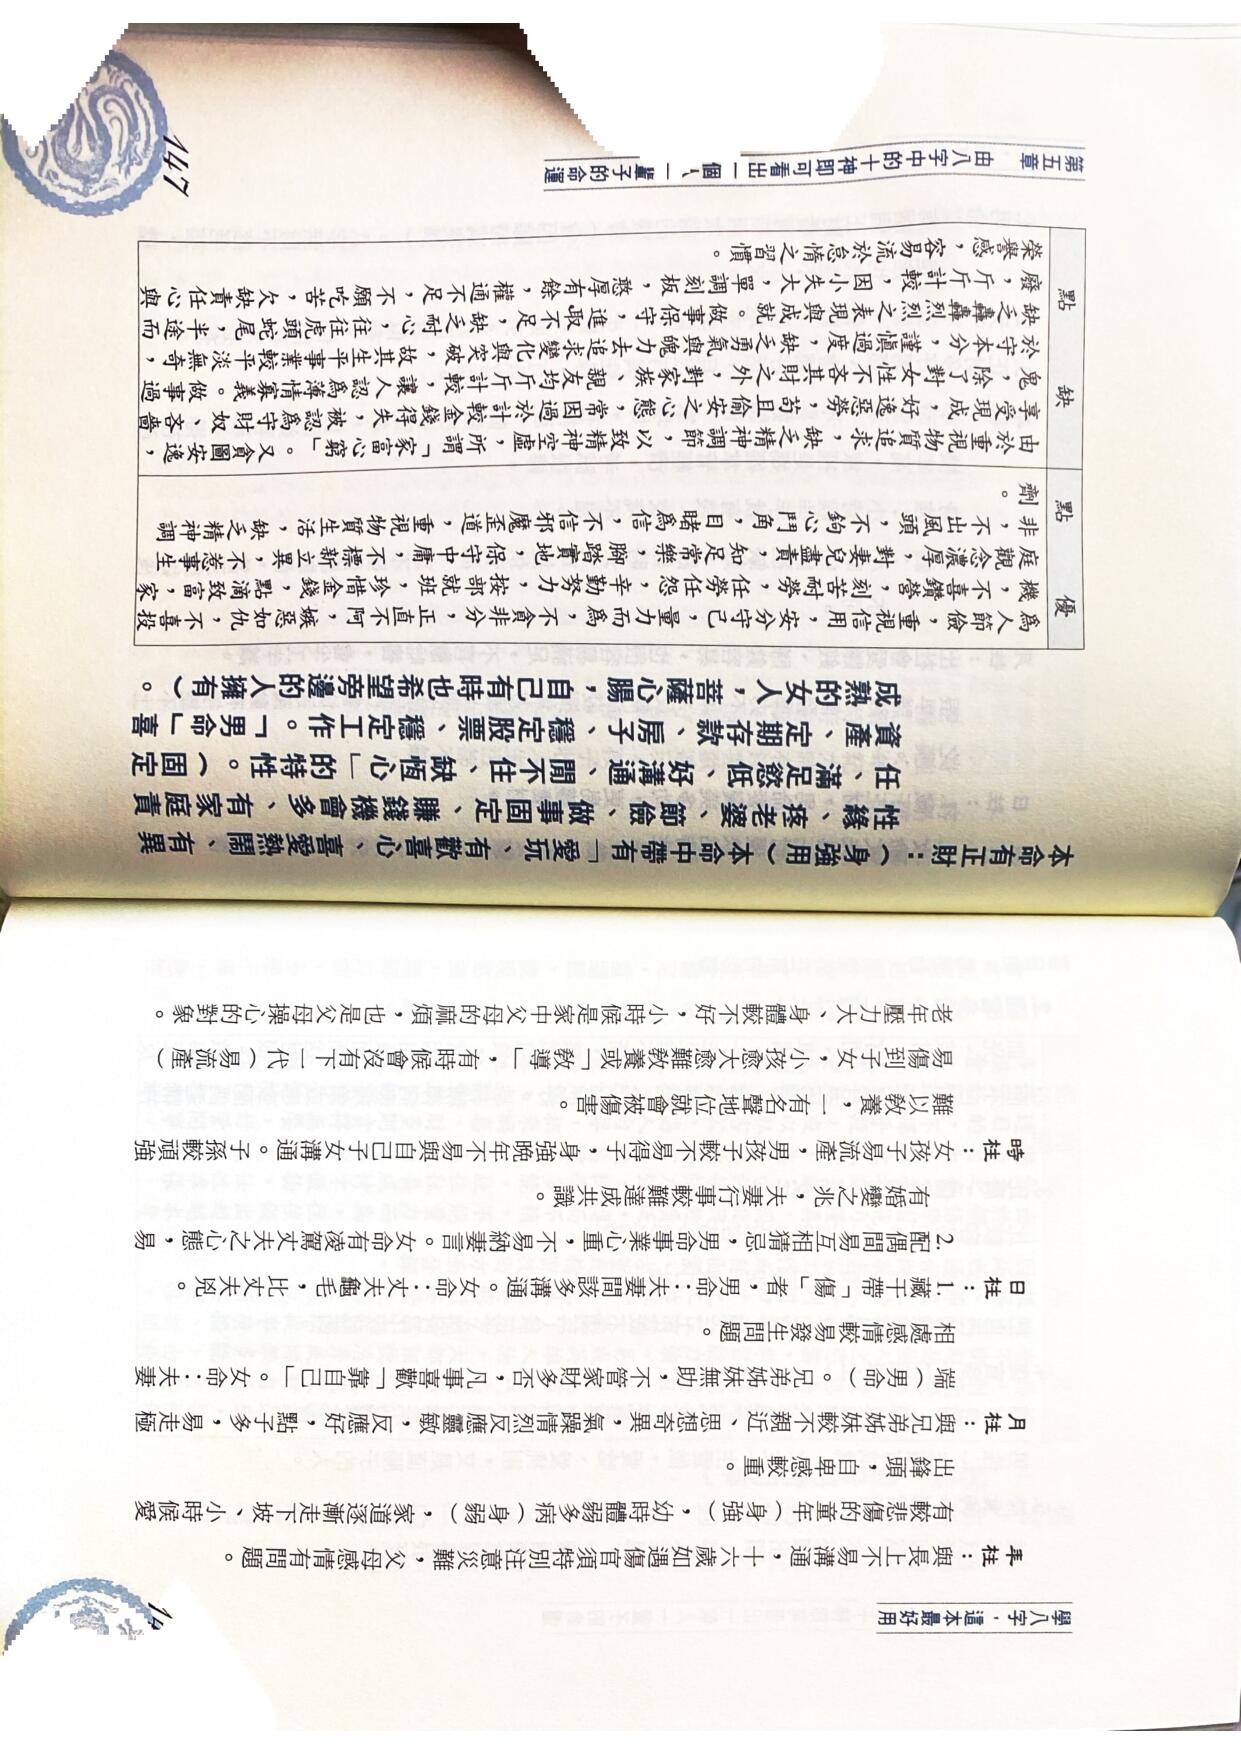 學八字，這本最好用
年柱：與長上不易溝通，十六歲如遇傷官須特別注意災難，父母感情有問題。
有較悲傷的童年（身強），幼時體弱多病（身弱），家道逐漸走下坡、小時候愛
出鋒頭，自卑感較重。
月柱：與兄弟姊妹較不親近、思想奇異，氣躁情烈反應靈敏，反應好，點子多，易走極
端（男命）。兄弟姊妹無助，不管家財多否，凡事喜歡「靠自己」。女命：夫妻
相處感情較易發生問題。
日柱：1.藏干帶「傷」者，男命：夫妻間該多溝通。女命：丈夫龜毛，比丈夫兇。
2.配偶間易互相猜忌，男命事業心重，不易納妻言。女命有凌駕丈夫之心態，易
有婚變之兆，夫妻行事較難達成共識。
時柱：女孩子易流產，男孩子較不易得子，身強晚年不易與自己子女溝通。子孫較頑強
難以敎養，一有名聲地位就會被傷害。
易傷到子女，小孩愈大愈難敎養或「敎導」，有時候會沒有下一代（易流產）
老年壓力大、身體較不好，小時候是家中父母的麻煩，也是父母操心的對象。
本命有正財：（身強用）本命中帶有「愛玩、有歡喜心、喜愛熱鬧、有異
性緣、疼老婆、節儉、做事固定、賺錢機會多、有家庭責
任、滿足慾低、好溝通、閒不住、缺恆心」的特性。（固定
資產、定期存款、房子、穩定股票、穩定工作。「男命」喜
成熟的女人，菩薩心腸，自己有時也希望旁邊的人擁有）。
優點
為人節儉，重視信用，安分守己，量力而為，不貪非分，正直不阿，嫉惡如仇，不喜投
機，不喜鑽營，刻苦耐勞，任勞任怨，辛勤努力，按部就班，珍惜金錢，點滴致富，家
庭觀念濃厚，對妻兒盡責，知足常樂，腳踏實地，保守中庸，不標新立異，不惹事生
非，不出風頭，不鉤心鬥角，目睹為信，不信邪魔歪道，重視物質生活，缺乏精神調
劑。
缺點
由於重視物質追求，缺乏精神調節，以致精神空虛，所謂「家富心窮」。又貪圖安逸，
享受現成，好逸惡勞，苟且偷安之心態，常因過於計較金錢得失，被認為守財奴、吝嗇
鬼，除了對女性不吝其財之外，對家族、親友均斤斤計較，讓人認為薄情寡義。做事過
於守本分，謹慎過度，缺乏勇氣與魄力去追求變化與突破，故其生平事業較平淡無奇，
缺乏轟轟烈烈之表現與成就。做事保守，進取不足，缺乏耐心，往往虎頭蛇尾，半途而
廢，斤斤計較，因小失大，單調刻板，憨厚有餘，權通不足，不願吃苦，欠缺責任心與
榮譽感，容易流於怠惰之習慣。
第五章　由八字中的十神即可看出一個人一輩子的命運
147